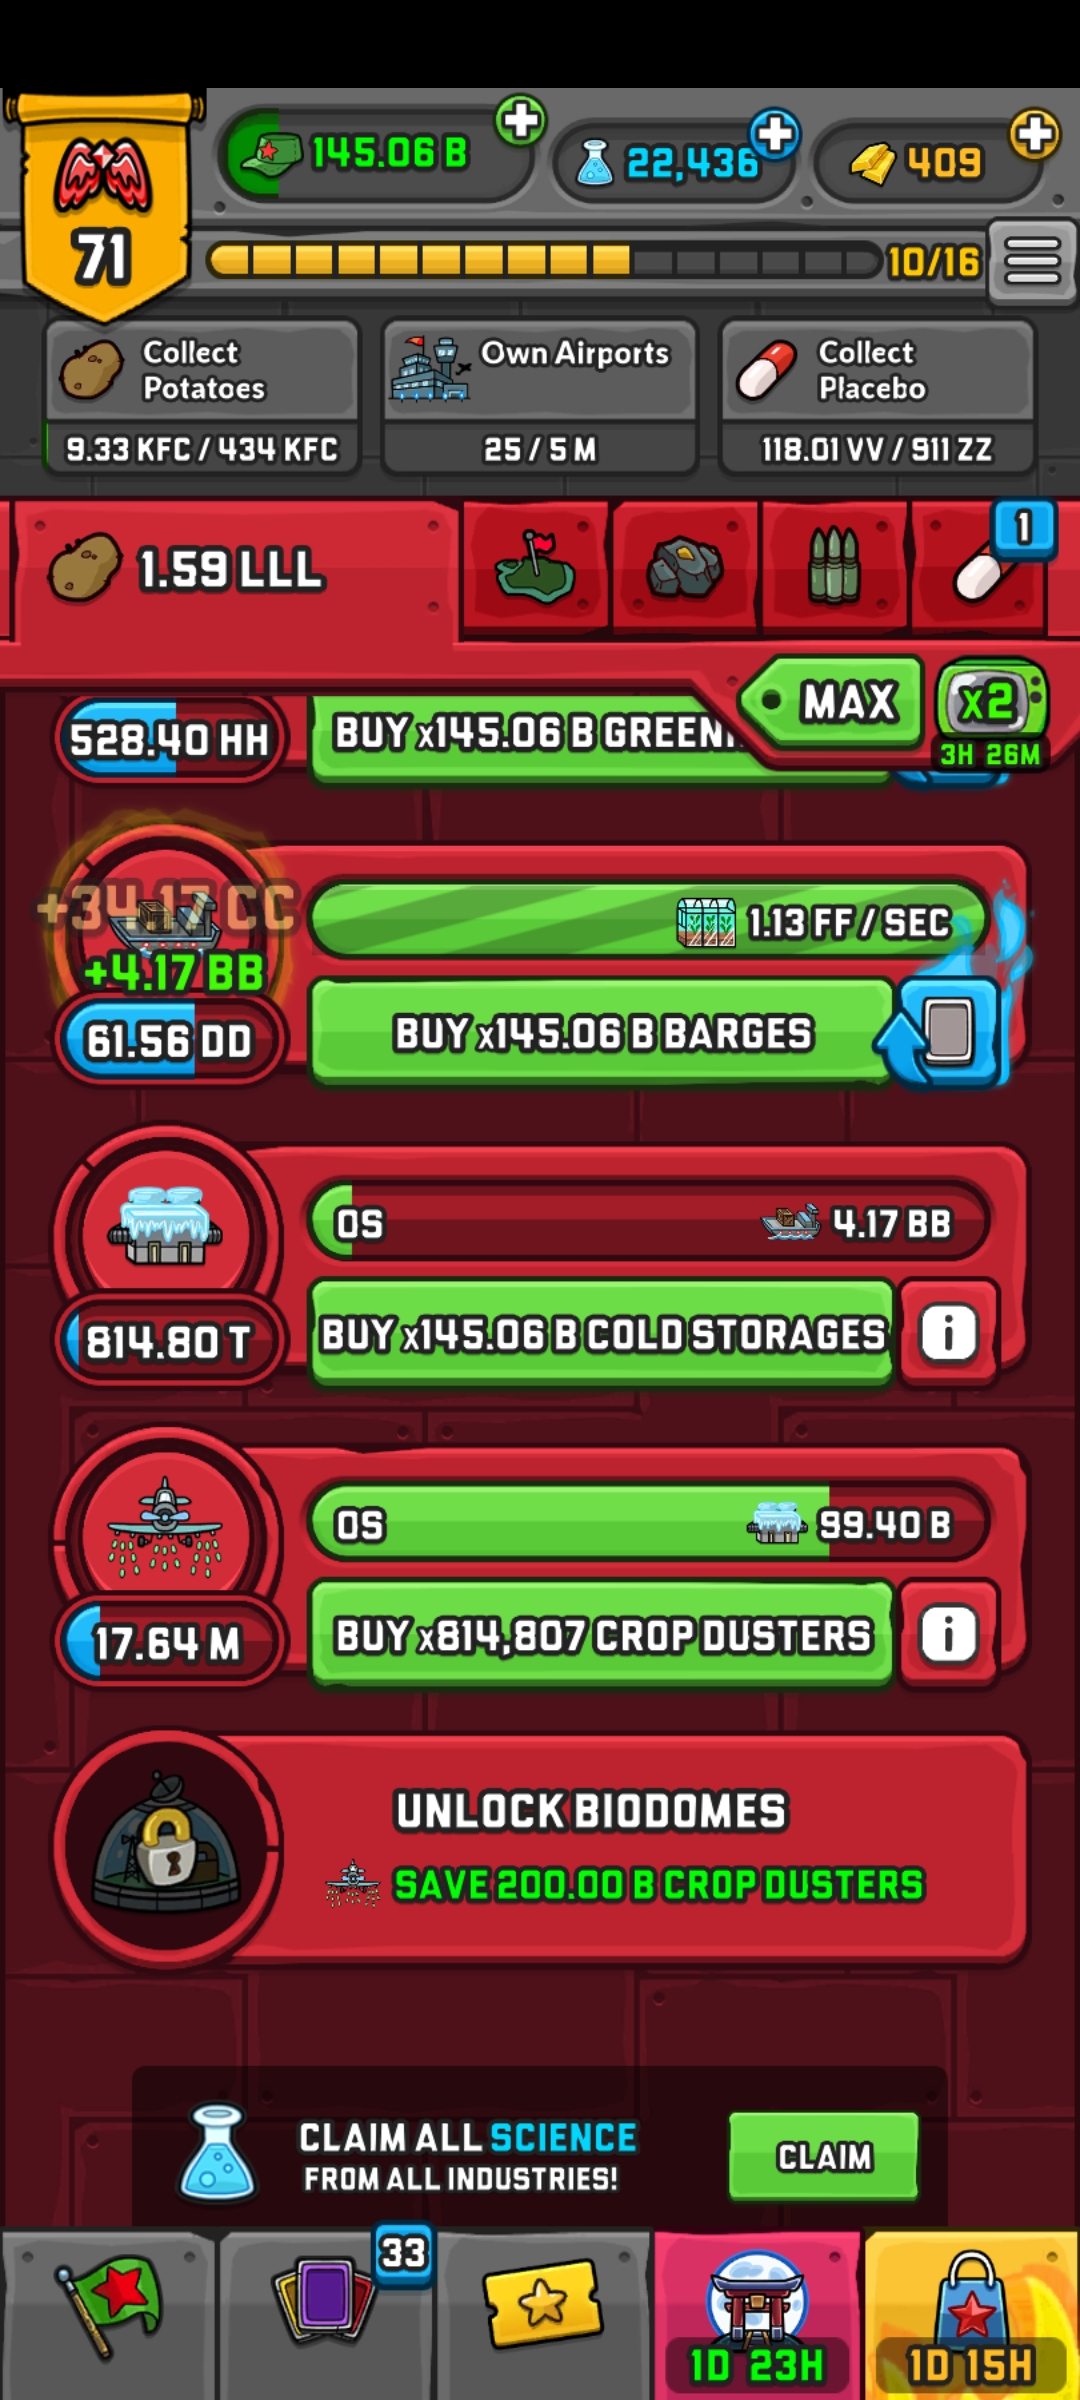 145.06 B
22,436
409
71
10/16
Collect
Potatoes
9.33 KFC / 434 KFC
Own Airports
25 / 5 M
Collect
Placebo
118.01 VV / 911 ZZ
1.59 LLL
1
MAX
x2
3H 26M
528.40 HH
BUY x145.06 B GREEN
+34.17 CC
+4.17 BB
61.56 DD
1.13 FF / SEC
BUY x145.06 B BARGES
0S
4.17 BB
814.80 T
BUY x145.06 B COLD STORAGES
i
0S
99.40 B
17.64 M
BUY x814,807 CROP DUSTERS
i
UNLOCK BIODOMES
SAVE 200.00 B CROP DUSTERS
CLAIM ALL SCIENCE
FROM ALL INDUSTRIES!
CLAIM
33
1D 23H
1D 15H